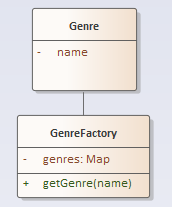 Genre
- name
GenreFactory
- genres: Map
+ getGenre(name)